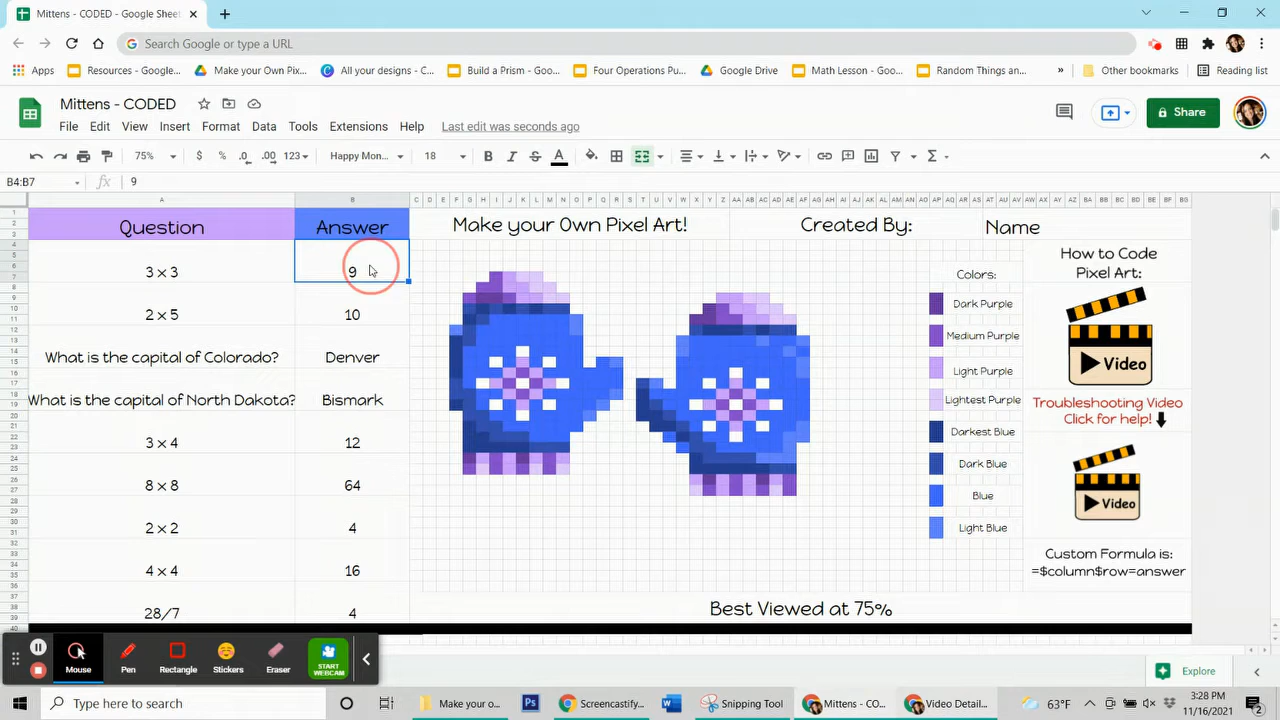 Mittens - CODED - Google Sheet
Search Google or type a URL
Apps
Resources - Google...
Make your Own Pix...
All your designs - C...
Build a Prism - Goo...
Four Operations Pu...
Google Drive
Math Lesson - Goo...
Random Things an...
»
Other bookmarks
Reading list
Mittens - CODED
File Edit View Insert Format Data Tools Extensions Help Last edit was seconds ago
Share
75% $ % .0 .00 123 Happy Mon... 18 B I S A
B4:B7 fx 9
Question Answer Make your Own Pixel Art! Created By: Name
3 x 3 9
2 x 5 10
What is the capital of Colorado? Denver
What is the capital of North Dakota? Bismark
3 x 4 12
8 x 8 64
2 x 2 4
4 x 4 16
28/7 4
Colors:
Dark Purple
Medium Purple
Light Purple
Lightest Purple
Darkest Blue
Dark Blue
Blue
Light Blue
How to Code
Pixel Art:
Video
Troubleshooting Video
Click for help!
Video
Custom Formula is:
=$column$row=answer
Best Viewed at 75%
Mouse
Pen
Rectangle
Stickers
Eraser
START
WEBCAM
Explore
Type here to search
Make your o...
Ps
Screencastify...
W
Snipping Tool
Mittens - CO...
Video Detail...
63°F
3:28 PM
11/16/2021
2